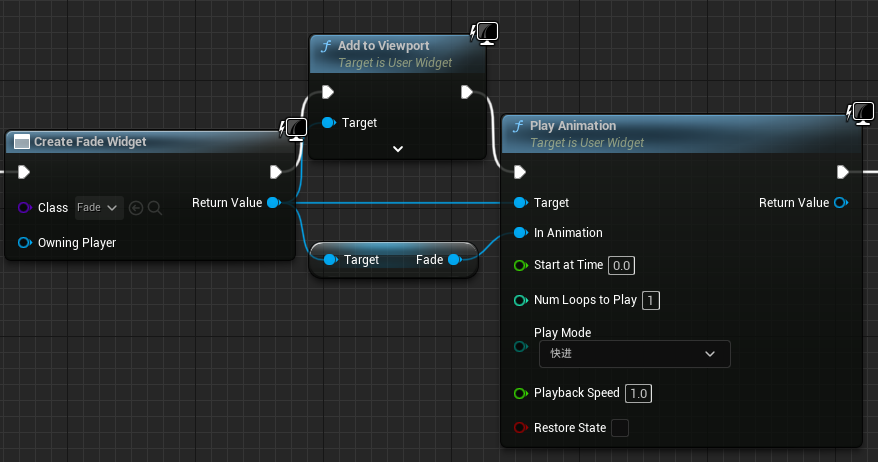 Add to Viewport
Target is User Widget
Target
Create Fade Widget
Class
Fade
Return Value
Owning Player
Target
Fade
Play Animation
Target is User Widget
Target
Return Value
In Animation
Start at Time 0.0
Num Loops to Play 1
Play Mode
快进
Playback Speed 1.0
Restore State